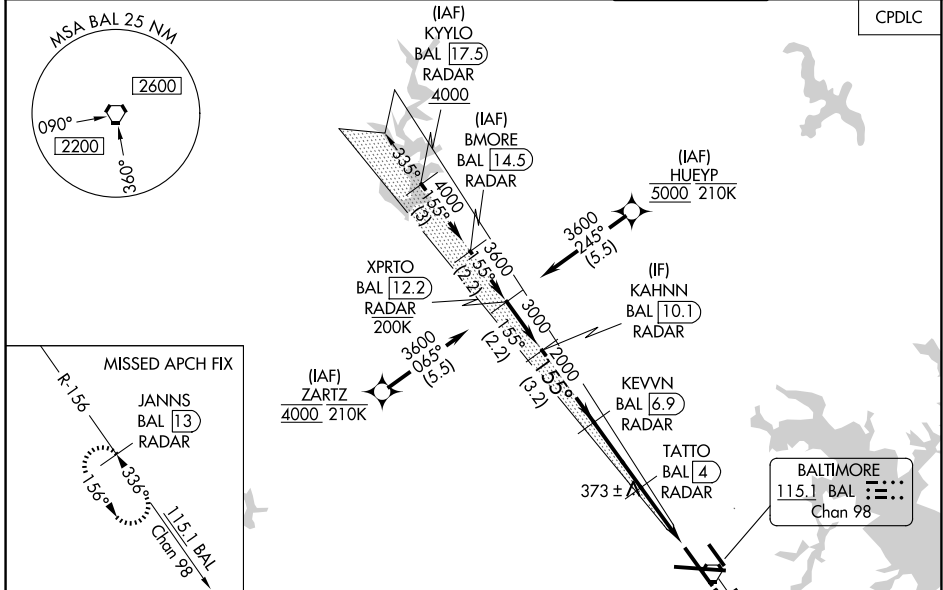 CPDLC
MSA BAL 25 NM
2600
090°
2200
360°
(IAF)
KYYLO
BAL 17.5
RADAR
4000
(IAF)
BMORE
BAL 14.5
RADAR
(IAF)
HUEYP
5000 210K
3600
245°
(5.5)
335°
4000
155°
(3)
3600
155°
(2.2)
XPRTO
BAL 12.2
RADAR
200K
3000
155°
(2.2)
(IF)
KAHNN
BAL 10.1
RADAR
3600
065°
(5.5)
(IAF)
ZARTZ
4000 210K
2000
155°
(3.2)
KEVVN
BAL 6.9
RADAR
TATTO
BAL 4
RADAR
373 ±
BALTIMORE
115.1 BAL
Chan 98
MISSED APCH FIX
R-156
JANNS
BAL 13
RADAR
336°
156°
115.1 BAL
Chan 98